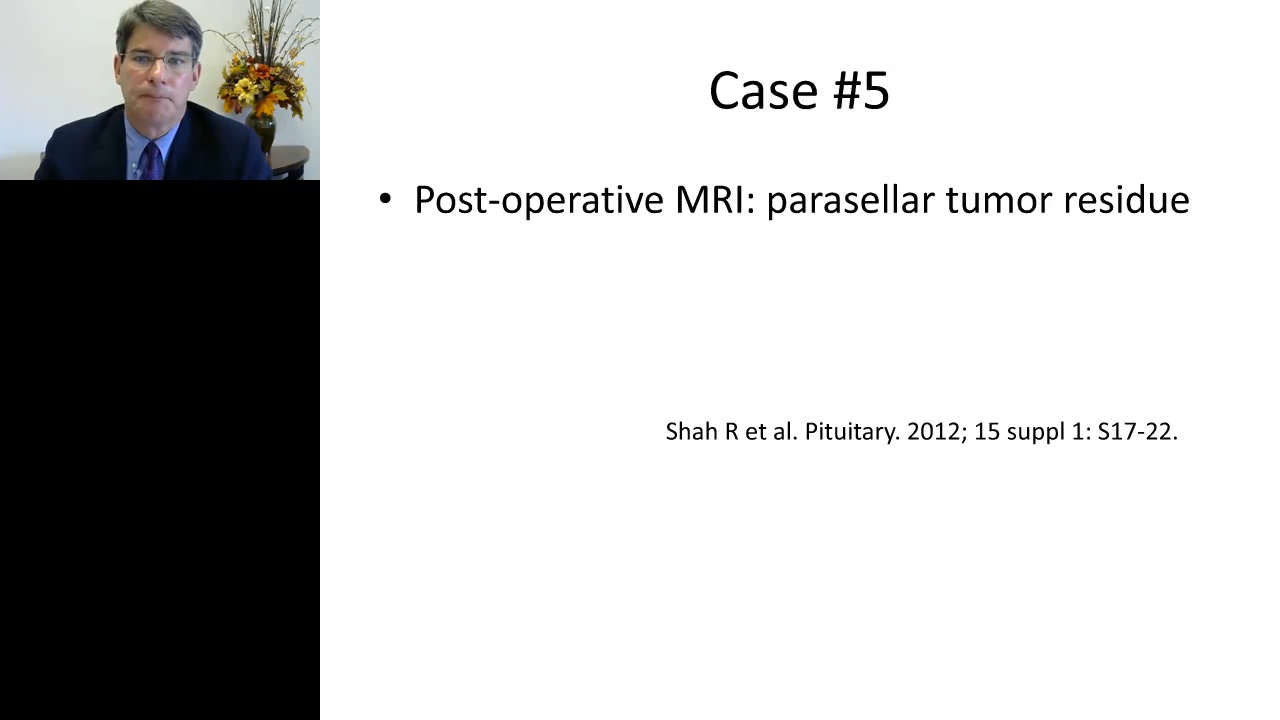 Case #5
• Post-operative MRI: parasellar tumor residue
Shah R et al. Pituitary. 2012; 15 suppl 1: S17-22.